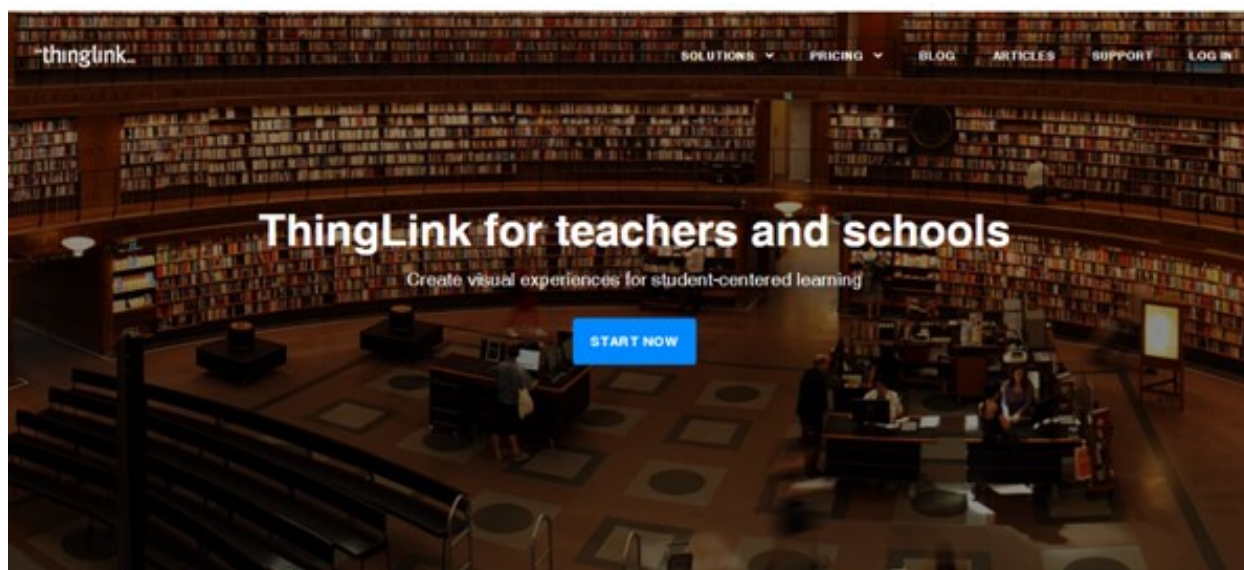 thinglink..
SOLUTIONS PRICING BLOG ARTICLES SUPPORT LOG IN
ThingLink for teachers and schools
Create visual experiences for student-centered learning
START NOW